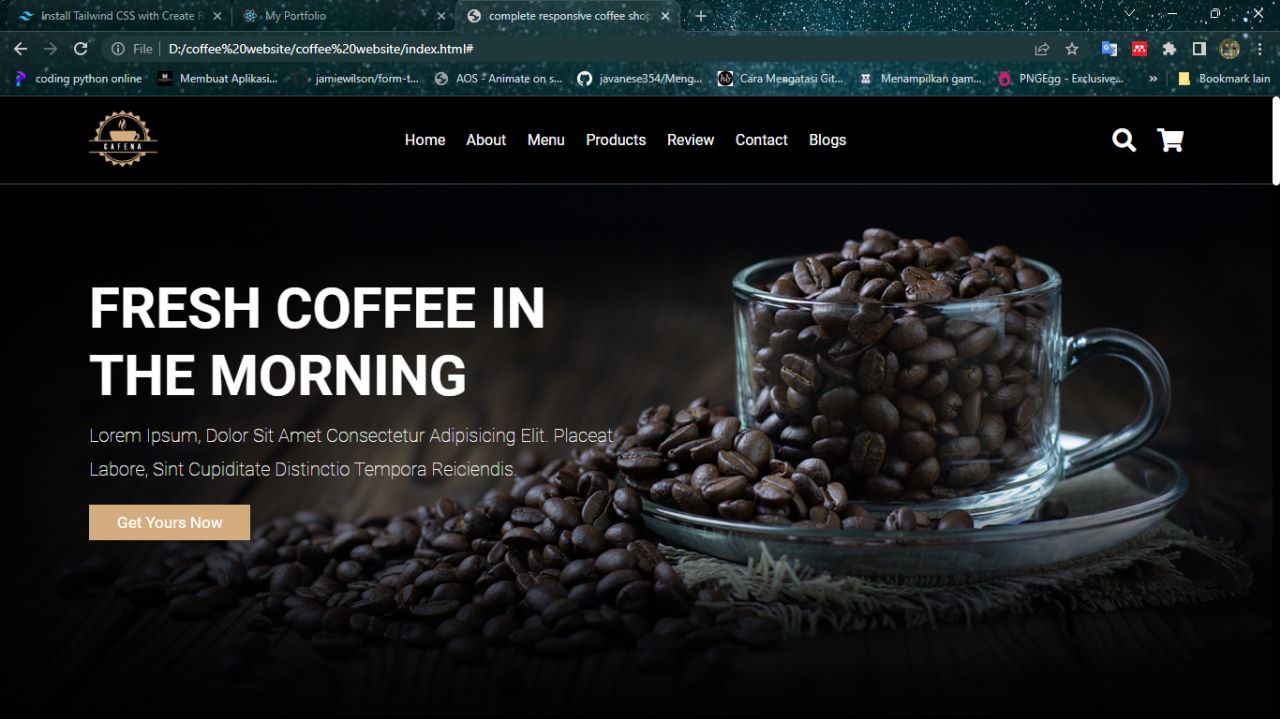 Install Tailwind CSS with Create
My Portfolio
complete responsive coffee shop
File
D:/coffee%20website/coffee%20website/index.html#
coding python online
Membuat Aplikasi...
jamiewilson/form-t...
AOS - Animate on s...
javanese354/Meng...
Cara Mengatasi Git...
Menampilkan gam...
PNGEgg - Exclusive...
»
Bookmark lain
CAFENA
Home About Menu Products Review Contact Blogs
FRESH COFFEE IN
THE MORNING
Lorem Ipsum, Dolor Sit Amet Consectetur Adipisicing Elit. Placeat
Labore, Sint Cupiditate Distinctio Tempora Reiciendis.
Get Yours Now